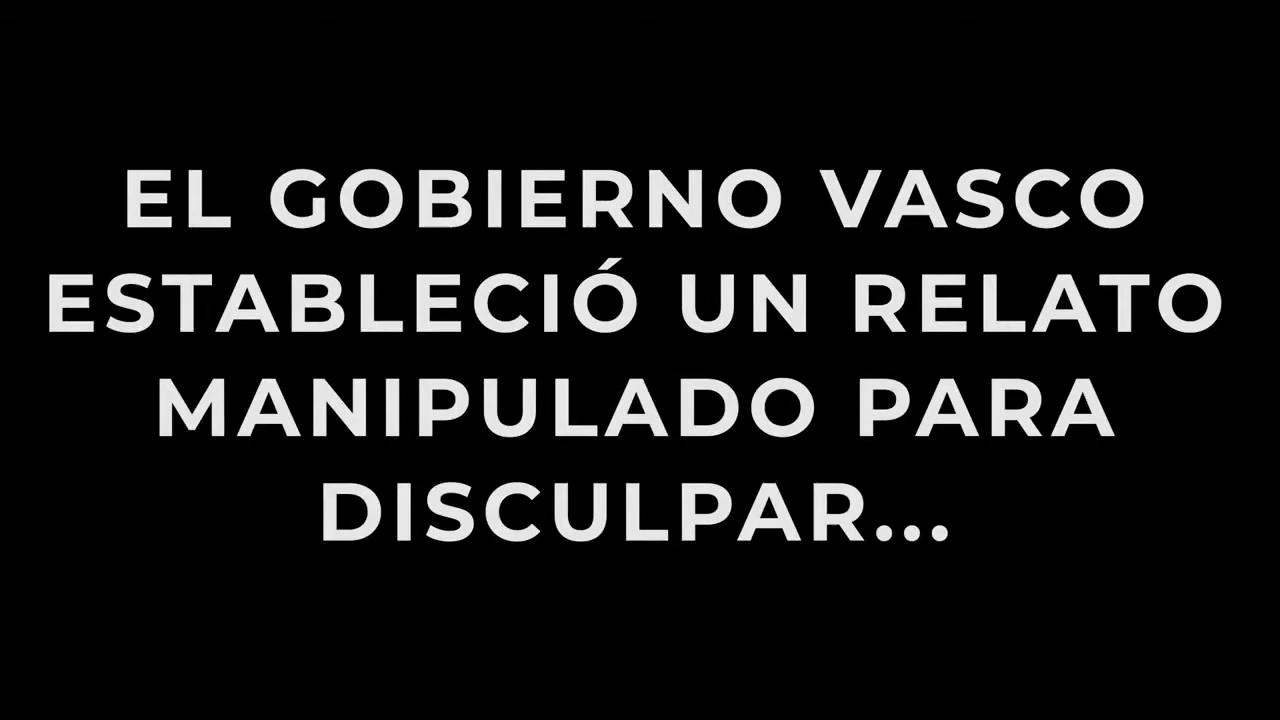 EL GOBIERNO VASCO
ESTABLECIÓ UN RELATO
MANIPULADO PARA
DISCULPAR...